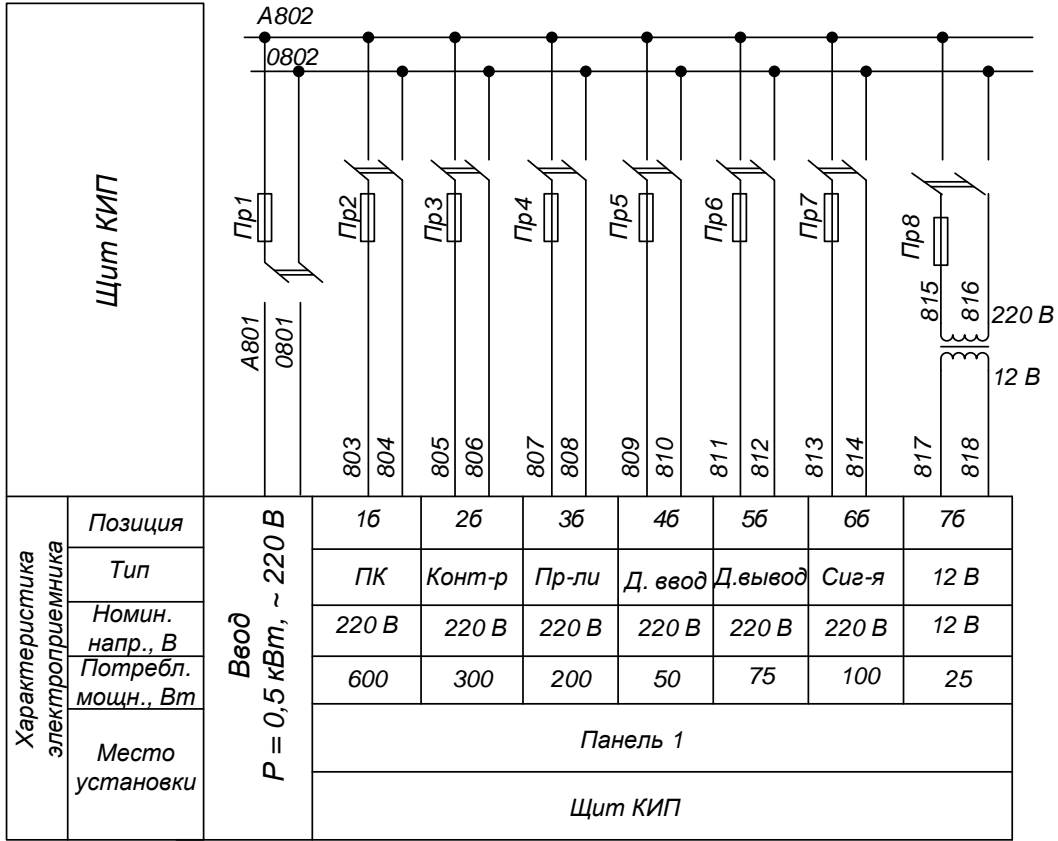 А802
0802
Щит КИП
Пр1
Пр2
Пр3
Пр4
Пр5
Пр6
Пр7
Пр8
815
816
220 В
12 В
А801
0801
803
804
805
806
807
808
809
810
811
812
813
814
817
818
Характеристика
электроприемника
Позиция
Ввод
Р = 0,5 кВт, ~ 220 В
1б
2б
3б
4б
5б
6б
7б
Тип
ПК
Конт-р
Пр-ли
Д. ввод
Д.вывод
Сиг-я
12 В
Номин.
напр., В
220 В
220 В
220 В
220 В
220 В
220 В
12 В
Потребл.
мощн., Вт
600
300
200
50
75
100
25
Место
установки
Панель 1
Щит КИП